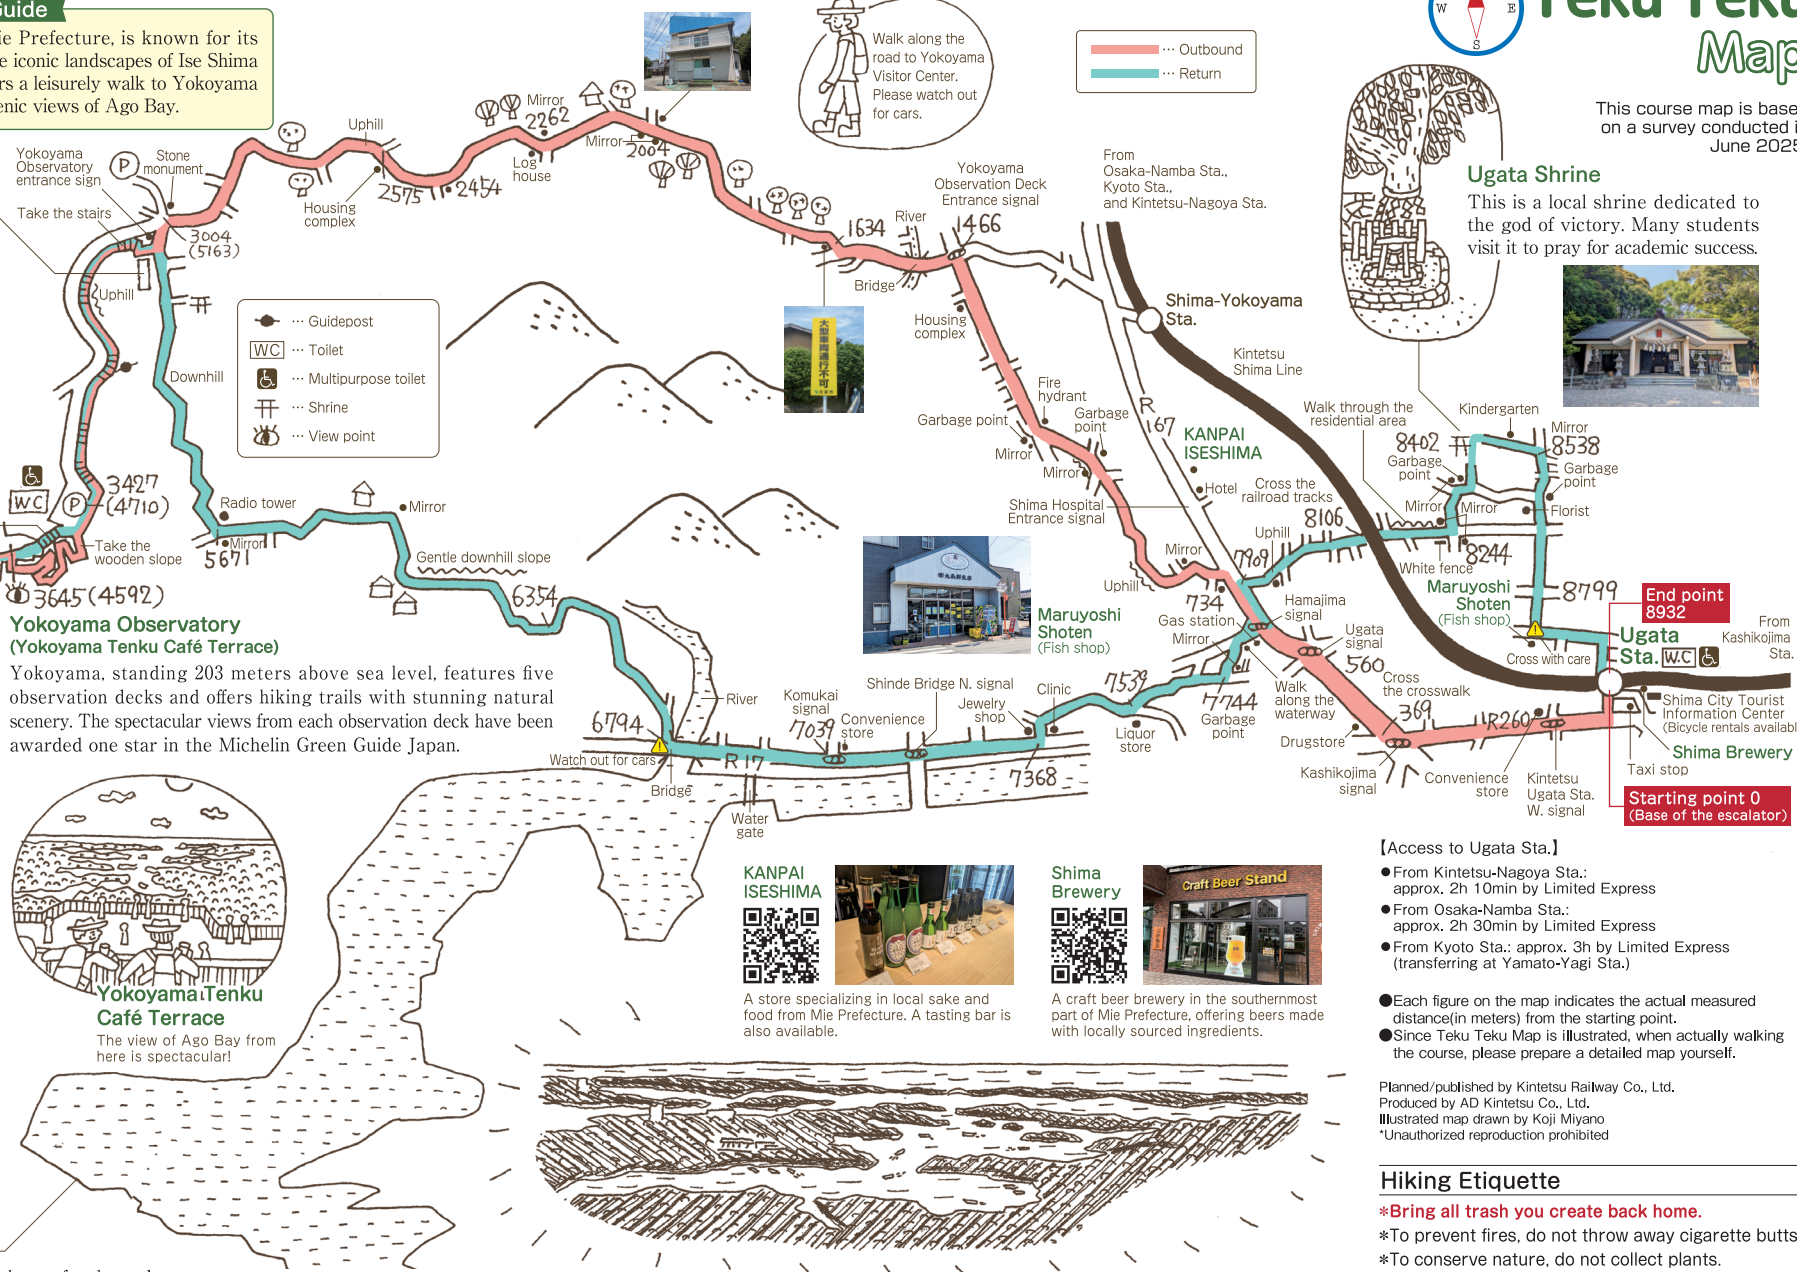 Guide
ie Prefecture, is known for its
e iconic landscapes of Ise Shima
rs a leisurely walk to Yokoyama
enic views of Ago Bay.
Walk along the
road to Yokoyama
Visitor Center.
Please watch out
for cars.
… Outbound
… Return
W E
S
Teku Teku
Map
This course map is base
on a survey conducted i
June 2025
Ugata Shrine
This is a local shrine dedicated to
the god of victory. Many students
visit it to pray for academic success.
Yokoyama
Observatory
entrance sign
P
Stone
monument
Take the stairs
3004
(5163)
Uphill
Uphill
Housing
complex
2575
2454
Log
house
Mirror
2262
Mirror
2004
1634
River
Bridge
Yokoyama
Observation Deck
Entrance signal
1466
From
Osaka-Namba Sta.,
Kyoto Sta.,
and Kintetsu-Nagoya Sta.
Shima-Yokoyama
Sta.
Kintetsu
Shima Line
大型車両通行不可
… Guidepost
WC … Toilet
… Multipurpose toilet
… Shrine
… View point
Downhill
Housing
complex
Fire
hydrant
Garbage point
Garbage
point
Mirror
Mirror
R167
KANPAI
ISESHIMA
Hotel
Shima Hospital
Entrance signal
Cross the
railroad tracks
Walk through the
residential area
Kindergarten
8402
Mirror
8538
Garbage
point
Garbage
point
Mirror
Mirror
Florist
8106
Uphill
7909
8244
White fence
Maruyoshi
Shoten
(Fish shop)
8799
End point
8932
Ugata
Sta.
W.C
From
Kashikojima
Sta.
Cross with care
WC
P
3427
(4710)
Take the
wooden slope
3645(4592)
Radio tower
Mirror
5671
Mirror
Gentle downhill slope
6354
Yokoyama Observatory
(Yokoyama Tenku Café Terrace)
Yokoyama, standing 203 meters above sea level, features five
observation decks and offers hiking trails with stunning natural
scenery. The spectacular views from each observation deck have been
awarded one star in the Michelin Green Guide Japan.
Maruyoshi
Shoten
(Fish shop)
Uphill
Mirror
734
Gas station
Mirror
Hamajima
signal
Ugata
signal
560
Cross
the crosswalk
369
Walk
along the
waterway
7744
Garbage
point
Drugstore
Kashikojima
signal
R260
Convenience
store
Kintetsu
Ugata Sta.
W. signal
Shima City Tourist
Information Center
(Bicycle rentals availabl
Shima Brewery
Taxi stop
Starting point 0
(Base of the escalator)
6794
Watch out for cars
Bridge
River
R17
Water
gate
Komukai
signal
7039
Convenience
store
Shinde Bridge N. signal
Jewelry
shop
Clinic
7368
7539
Liquor
store
Yokoyama Tenku
Café Terrace
The view of Ago Bay from
here is spectacular!
KANPAI
ISESHIMA
A store specializing in local sake and
food from Mie Prefecture. A tasting bar is
also available.
Shima
Brewery
Craft Beer Stand
A craft beer brewery in the southernmost
part of Mie Prefecture, offering beers made
with locally sourced ingredients.
【Access to Ugata Sta.】
●From Kintetsu-Nagoya Sta.:
approx. 2h 10min by Limited Express
●From Osaka-Namba Sta.:
approx. 2h 30min by Limited Express
●From Kyoto Sta.: approx. 3h by Limited Express
(transferring at Yamato-Yagi Sta.)
●Each figure on the map indicates the actual measured
distance(in meters) from the starting point.
●Since Teku Teku Map is illustrated, when actually walking
the course, please prepare a detailed map yourself.
Planned/published by Kintetsu Railway Co., Ltd.
Produced by AD Kintetsu Co., Ltd.
Illustrated map drawn by Koji Miyano
*Unauthorized reproduction prohibited
Hiking Etiquette
*Bring all trash you create back home.
*To prevent fires, do not throw away cigarette butts
*To conserve nature, do not collect plants.